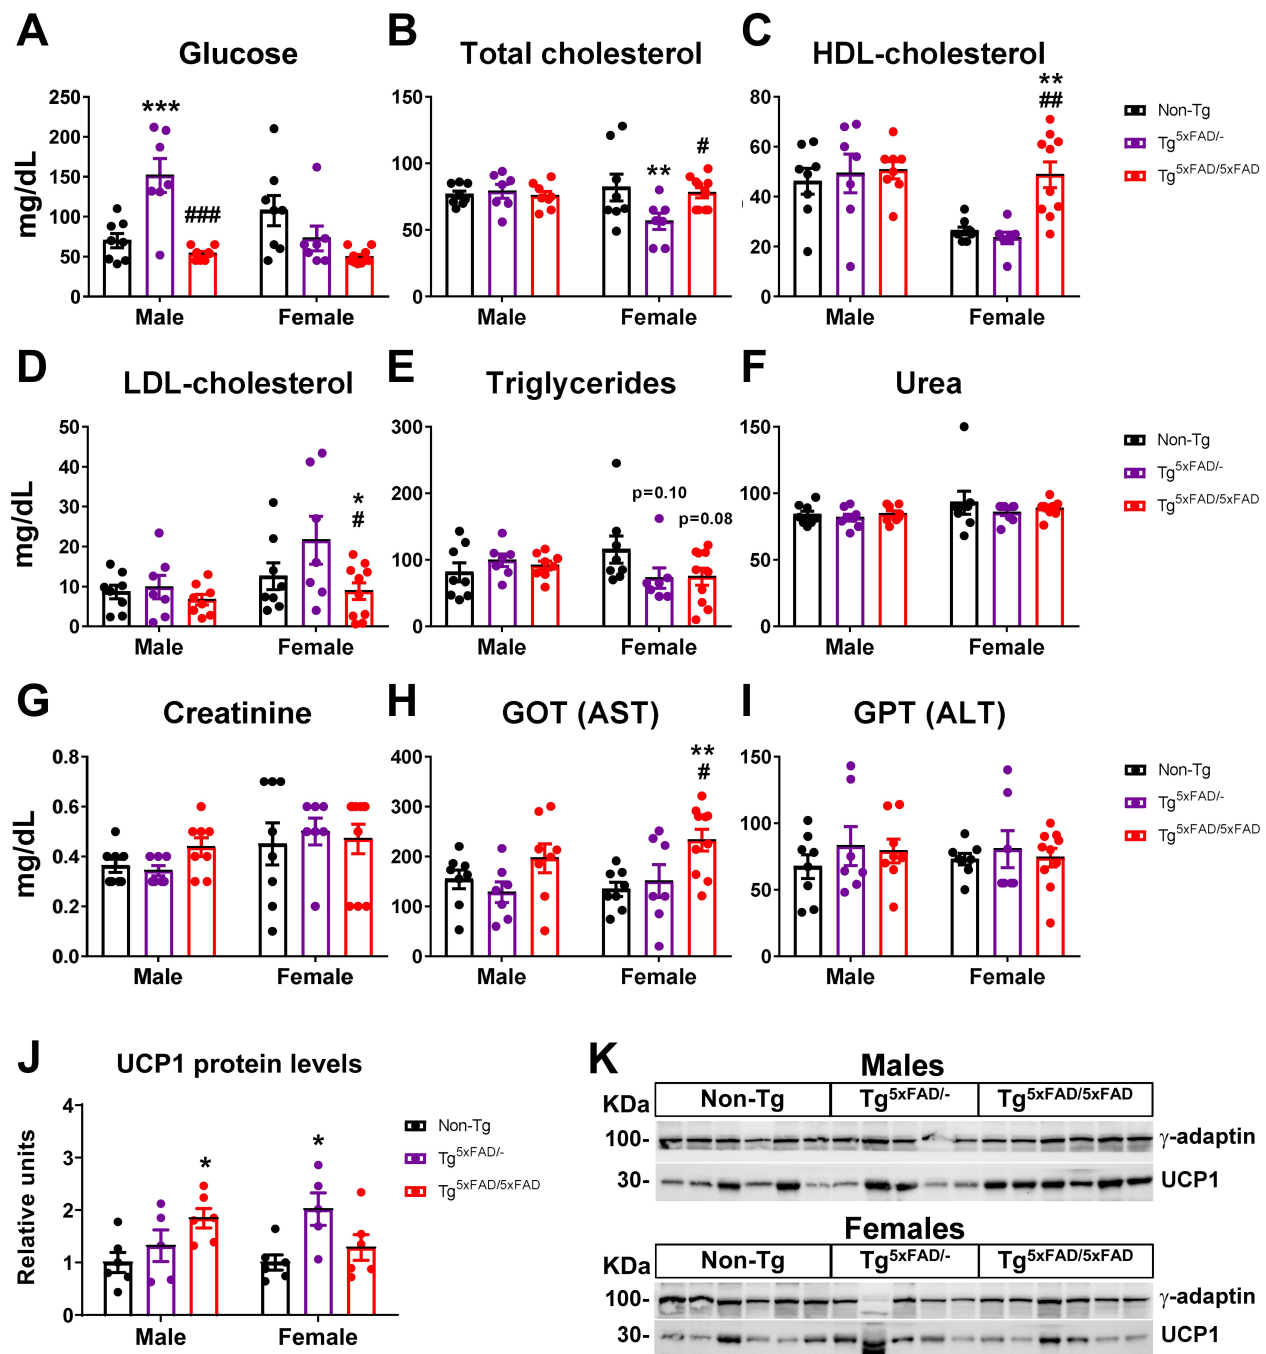 A
Glucose
B
Total cholesterol
C
HDL-cholesterol
mg/dL
250
200
150
100
50
0
***
###
Male
Female
150
100
50
0
**
#
Male
Female
80
60
40
20
0
**
##
Male
Female
Non-Tg
Tg5xFAD/-
Tg5xFAD/5xFAD
D
LDL-cholesterol
E
Triglycerides
F
Urea
mg/dL
50
40
30
20
10
0
*
#
Male
Female
300
200
100
0
p=0.10
p=0.08
Male
Female
150
100
50
0
Male
Female
Non-Tg
Tg5xFAD/-
Tg5xFAD/5xFAD
G
Creatinine
H
GOT (AST)
I
GPT (ALT)
mg/dL
0.8
0.6
0.4
0.2
0.0
Male
Female
400
300
200
100
0
**
#
Male
Female
150
100
50
0
Male
Female
Non-Tg
Tg5xFAD/-
Tg5xFAD/5xFAD
J
UCP1 protein levels
Relative units
4
3
2
1
0
*
*
Male
Female
Non-Tg
Tg5xFAD/-
Tg5xFAD/5xFAD
K
Males
KDa
Non-Tg
Tg5xFAD/-
Tg5xFAD/5xFAD
100-
γ-adaptin
30-
UCP1
Females
KDa
Non-Tg
Tg5xFAD/-
Tg5xFAD/5xFAD
100-
γ-adaptin
30-
UCP1